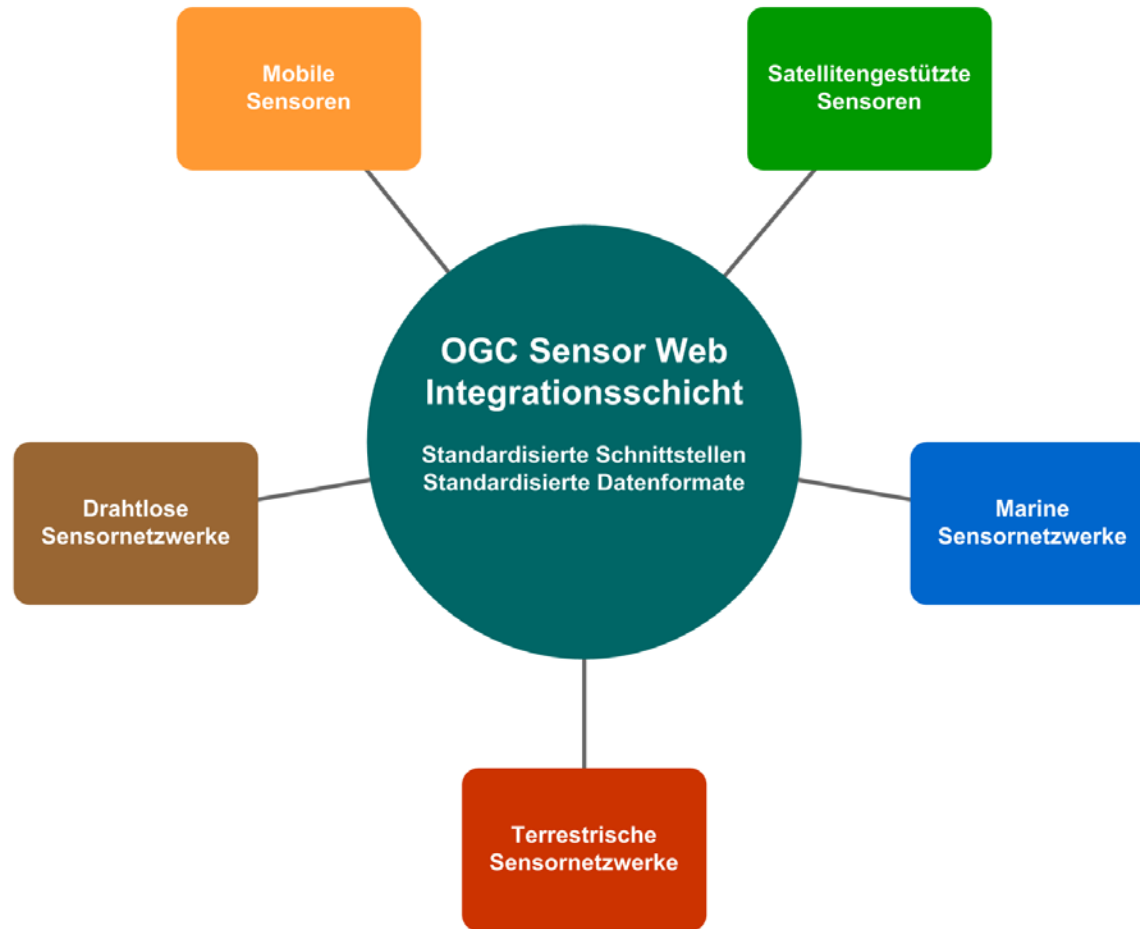 Mobile
Sensoren
Satellitengestützte
Sensoren
OGC Sensor Web
Integrationsschicht
Standardisierte Schnittstellen
Standardisierte Datenformate
Drahtlose
Sensornetzwerke
Marine
Sensornetzwerke
Terrestrische
Sensornetzwerke